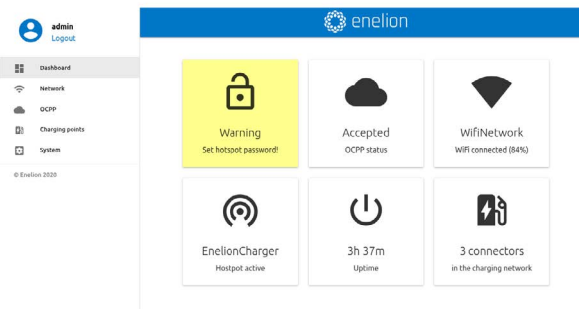 admin
Logout
Dashboard
Network
OCPP
Charging points
System
© Enelion 2020
enelion
Warning
Set hotspot password!
Accepted
OCPP status
WifiNetwork
WiFi connected (84%)
EnelionCharger
Hostpot active
3h 37m
Uptime
3 connectors
in the charging network